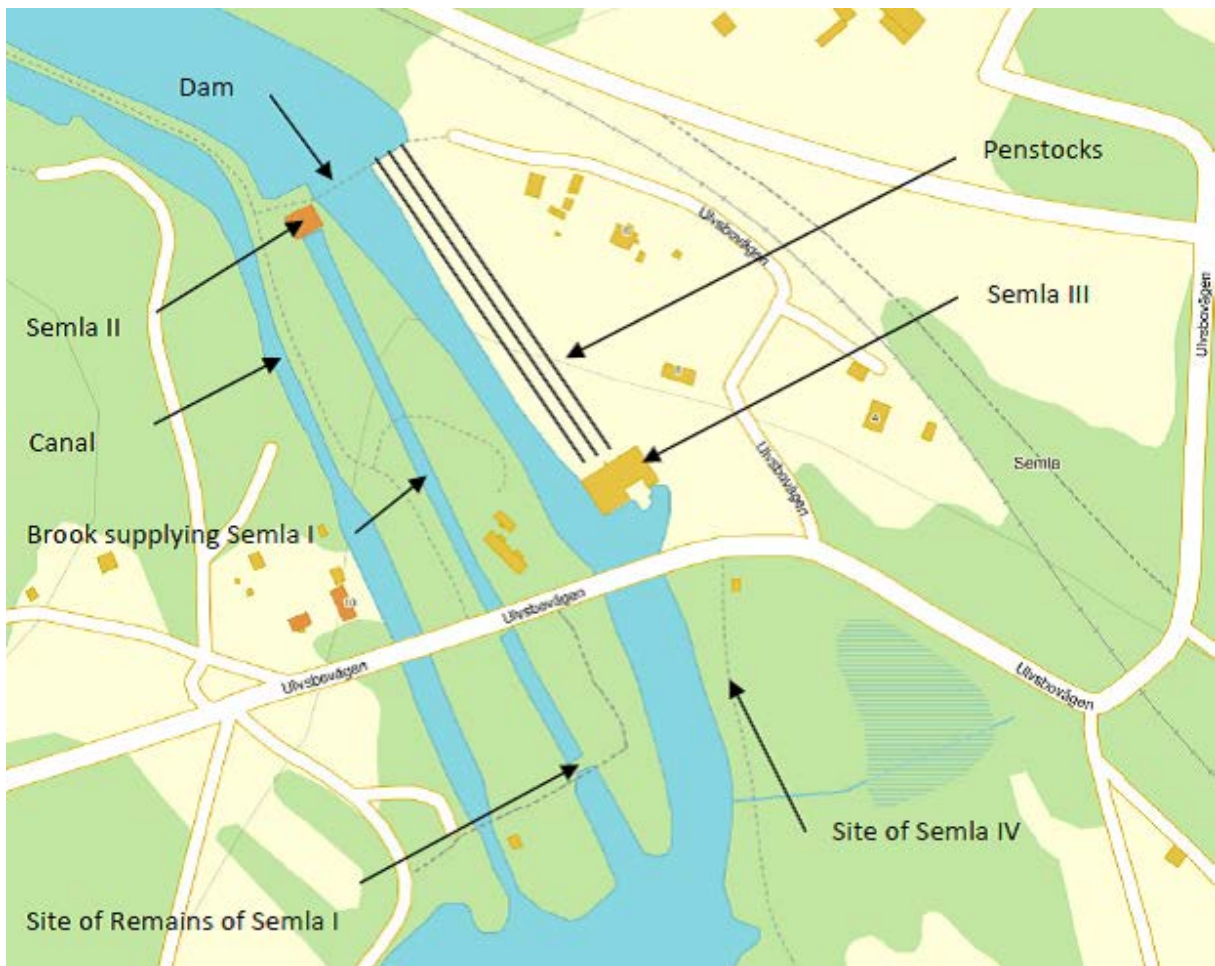 Dam
Penstocks
Ulvsbovägen
Semla III
Semla II
Ulvsbovägen
Canal
Ulvsbovägen
Semla
Brook supplying Semla I
Ulvsbovägen
Ulvsbovägen
Ulvsbovägen
Site of Semla IV
Site of Remains of Semla I